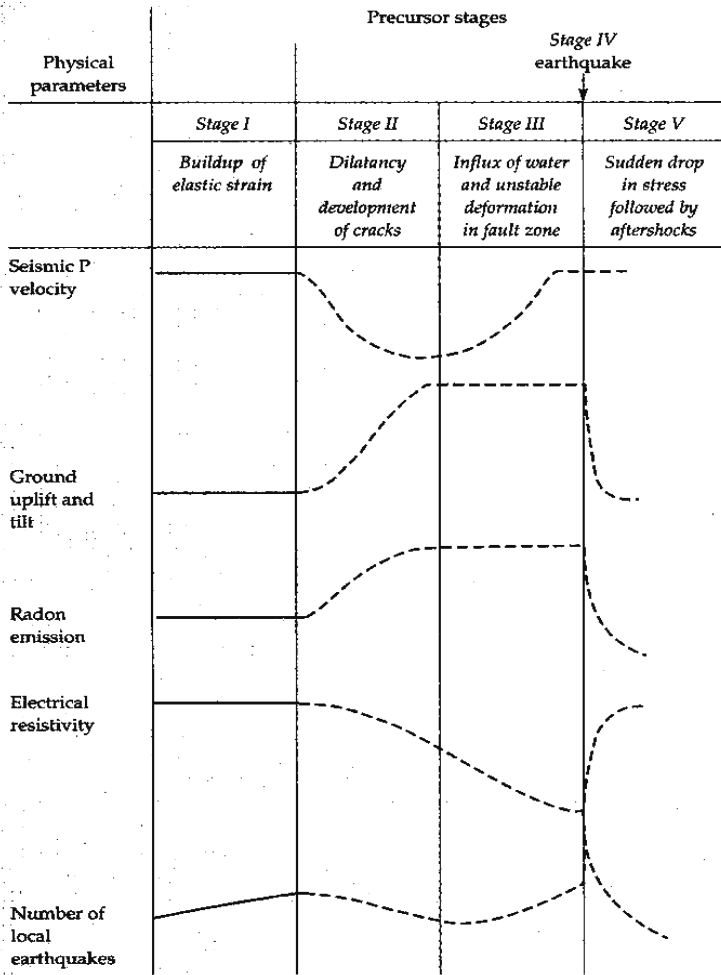 Precursor stages
Stage IV
earthquake
Physical
parameters
Stage I
Stage II
Stage III
Stage V
Buildup of
elastic strain
Dilatancy
and
development
of cracks
Influx of water
and unstable
deformation
in fault zone
Sudden drop
in stress
followed by
aftershocks
Seismic P
velocity
Ground
uplift and
tilt
Radon
emission
Electrical
resistivity
Number of
local
earthquakes